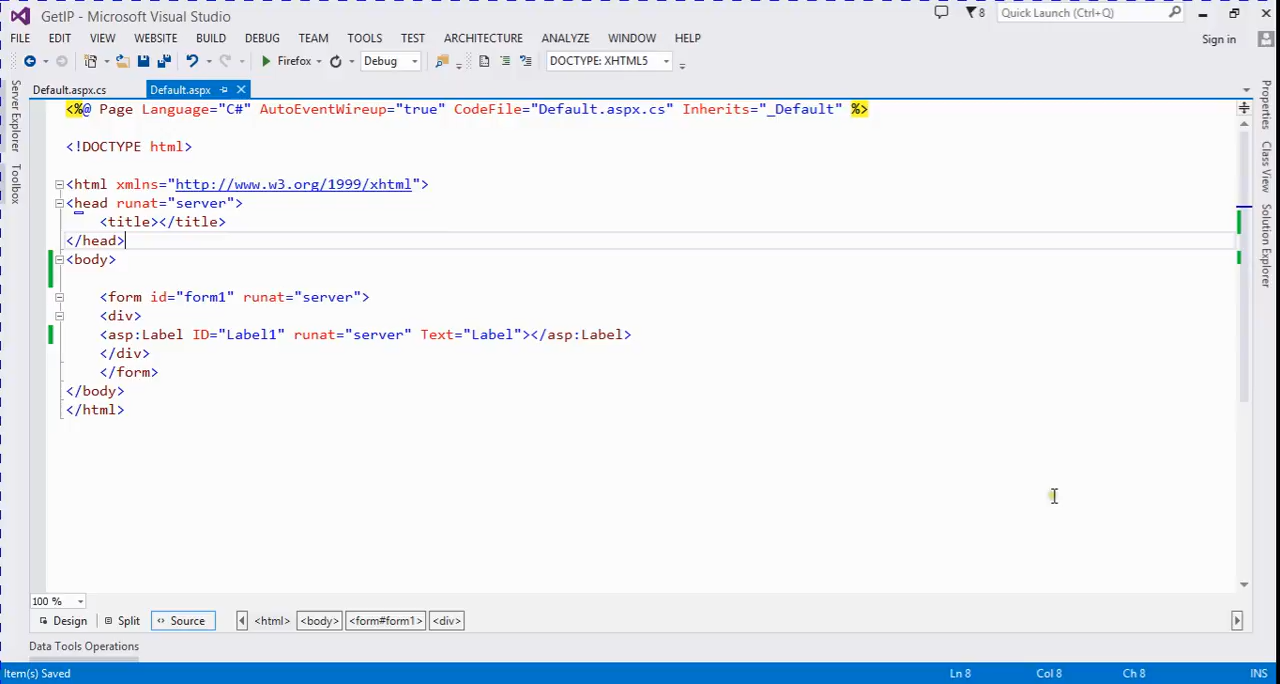 GetIP - Microsoft Visual Studio
8
Quick Launch (Ctrl+Q)
FILE EDIT VIEW WEBSITE BUILD DEBUG TEAM TOOLS TEST ARCHITECTURE ANALYZE WINDOW HELP
Sign in
Firefox Debug DOCTYPE: XHTML5
Default.aspx.cs Default.aspx
Server Explorer
Toolbox
<%@ Page Language="C#" AutoEventWireup="true" CodeFile="Default.aspx.cs" Inherits="_Default" %>
<!DOCTYPE html>
<html xmlns="http://www.w3.org/1999/xhtml">
<head runat="server">
<title></title>
</head>
<body>
<form id="form1" runat="server">
<div>
<asp:Label ID="Label1" runat="server" Text="Label"></asp:Label>
</div>
</form>
</body>
</html>
Properties
Class View
Solution Explorer
100 %
Design Split Source <html> <body> <form#form1> <div>
Data Tools Operations
Item(s) Saved Ln 8 Col 8 Ch 8 INS